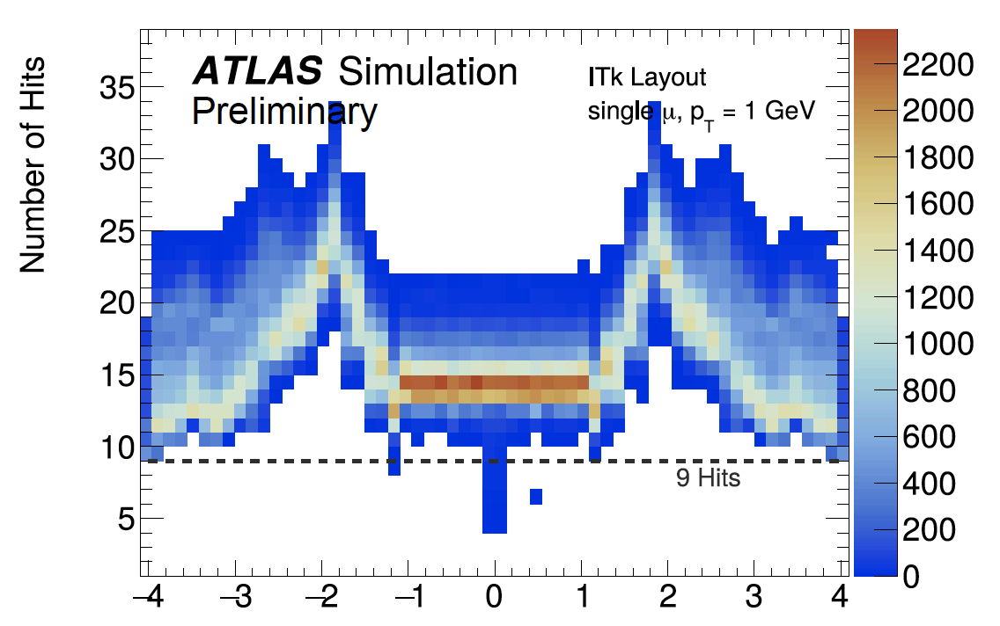 ATLAS Simulation
Preliminary
ITk Layout
single μ, pT = 1 GeV
Number of Hits
35
30
25
20
15
10
5
9 Hits
−4 −3 −2 −1 0 1 2 3 4
2200
2000
1800
1600
1400
1200
1000
800
600
400
200
0